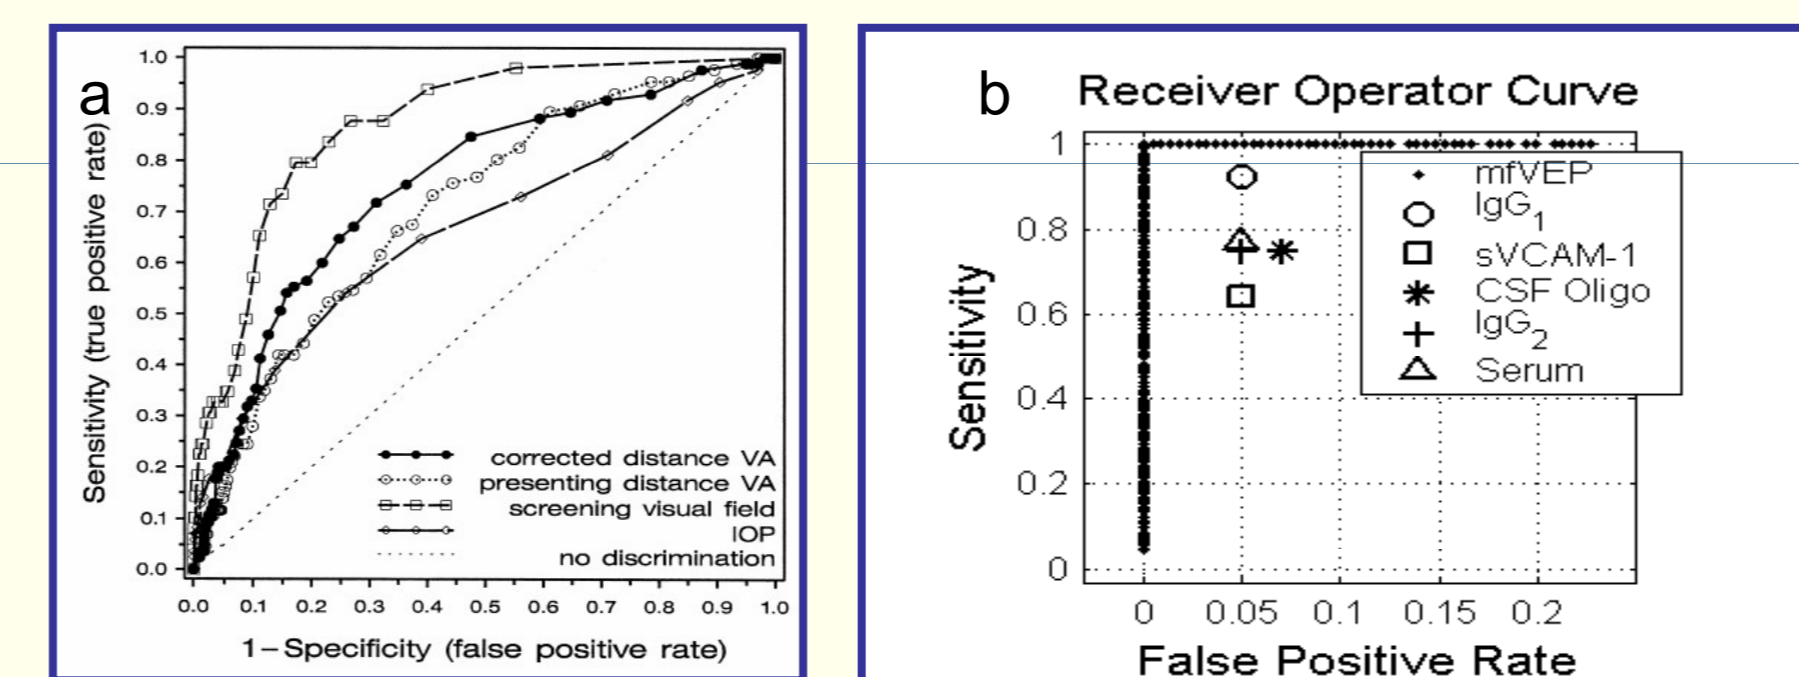 a
1.0
0.9
0.8
0.7
0.6
0.5
0.4
0.3
0.2
0.1
0.0
Sensitivity (true positive rate)
corrected distance VA
presenting distance VA
screening visual field
IOP
no discrimination
0.0 0.1 0.2 0.3 0.4 0.5 0.6 0.7 0.8 0.9 1.0
1–Specificity (false positive rate)
b
Receiver Operator Curve
1
0.8
0.6
0.4
0.2
0
Sensitivity
mfVEP
IgG1
sVCAM-1
CSF Oligo
IgG2
Serum
0 0.05 0.1 0.15 0.2
False Positive Rate